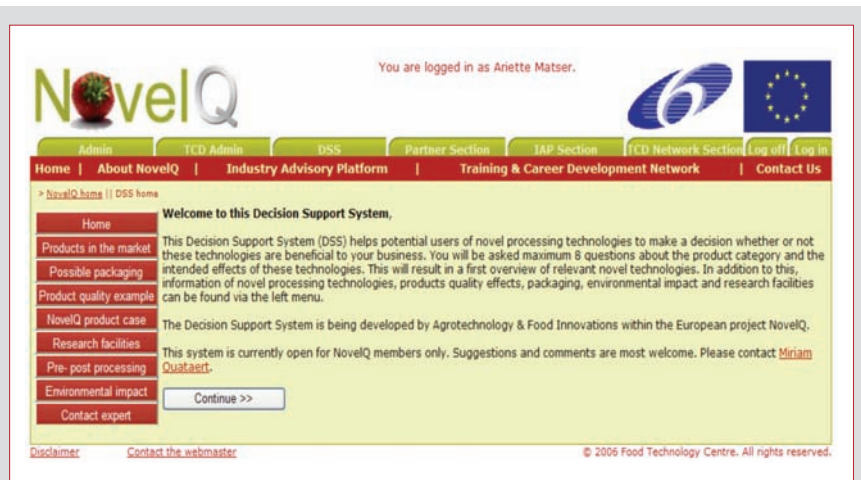 You are logged in as Ariette Matser.
NovelQ
6
Admin TCD Admin DSS Partner Section IAP Section TCD Network Section Log off Log in
Home | About NovelQ | Industry Advisory Platform | Training & Career Development Network | Contact Us
> NovelQ home || DSS home
Home
Products in the market
Possible packaging
Product quality example
NovelQ product case
Research facilities
Pre- post processing
Environmental impact
Contact expert
Welcome to this Decision Support System,
This Decision Support System (DSS) helps potential users of novel processing technologies to make a decision whether or not
these technologies are beneficial to your business. You will be asked maximum 8 questions about the product category and the
intended effects of these technologies. This will result in a first overview of relevant novel technologies. In addition to this,
information of novel processing technologies, products quality effects, packaging, environmental impact and research facilities
can be found via the left menu.
The Decision Support System is being developed by Agrotechnology & Food Innovations within the European project NovelQ.
This system is currently open for NovelQ members only. Suggestions and comments are most welcome. Please contact Miriam
Quataert.
Continue >>
Disclaimer Contact the webmaster © 2006 Food Technology Centre. All rights reserved.